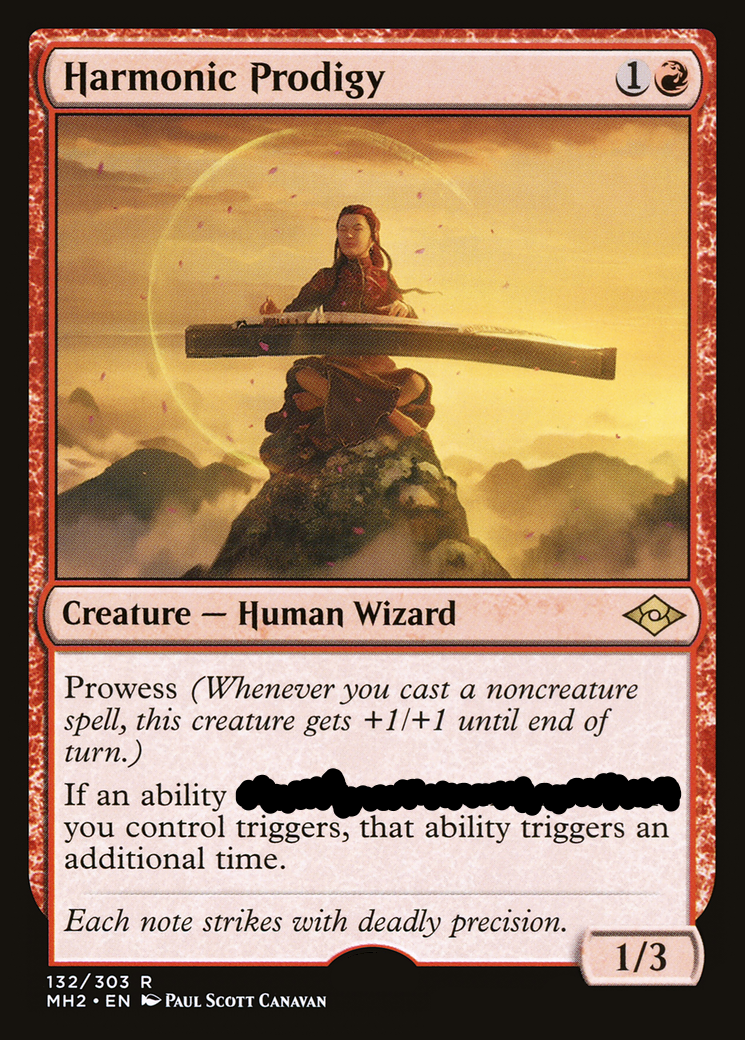 Harmonic Prodigy 1
Creature — Human Wizard
Prowess (Whenever you cast a noncreature
spell, this creature gets +1/+1 until end of
turn.)
If an ability
you control triggers, that ability triggers an
additional time.
Each note strikes with deadly precision.
1/3
132/303 R
MH2 • EN Paul Scott Canavan